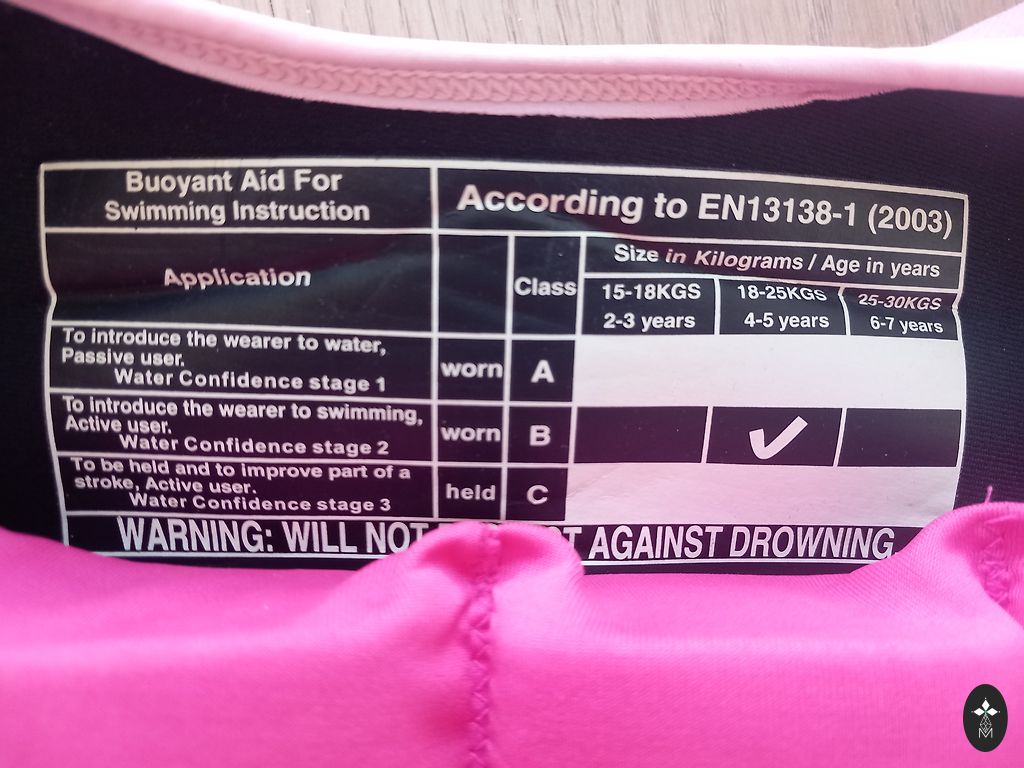 Buoyant Aid For
Swimming Instruction
According to EN13138-1 (2003)
Application
Class
Size in Kilograms / Age in years
15-18KGS
2-3 years
18-25KGS
4-5 years
25-30KGS
6-7 years
To introduce the wearer to water,
Passive user.
Water Confidence stage 1
worn
A
To introduce the wearer to swimming,
Active user.
Water Confidence stage 2
worn
B
To be held and to improve part of a
stroke, Active user.
Water Confidence stage 3
held
C
WARNING: WILL NOT AGAINST DROWNING.
M